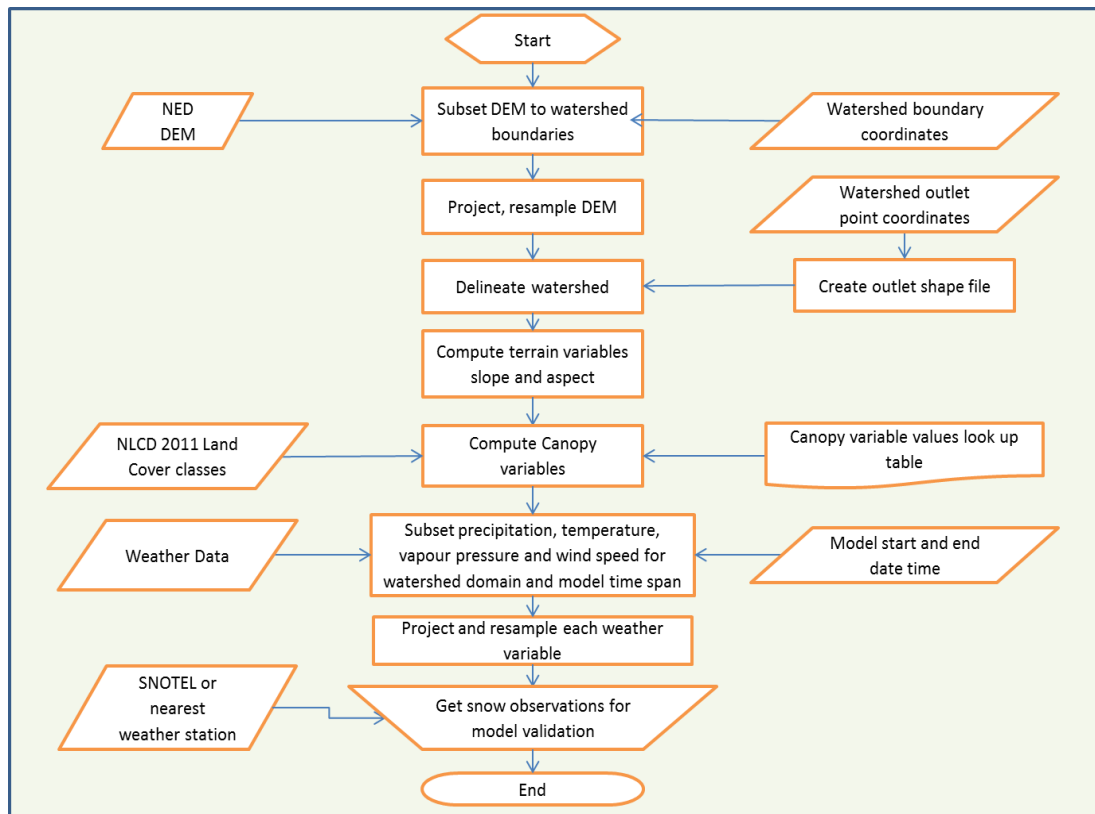 Start
NED
DEM
Subset DEM to watershed
boundaries
Watershed boundary
coordinates
Project, resample DEM
Watershed outlet
point coordinates
Delineate watershed
Create outlet shape file
Compute terrain variables
slope and aspect
NLCD 2011 Land
Cover classes
Compute Canopy
variables
Canopy variable values look up
table
Weather Data
Subset precipitation, temperature,
vapour pressure and wind speed for
watershed domain and model time span
Model start and end
date time
Project and resample each weather
variable
SNOTEL or
nearest
weather station
Get snow observations for
model validation
End